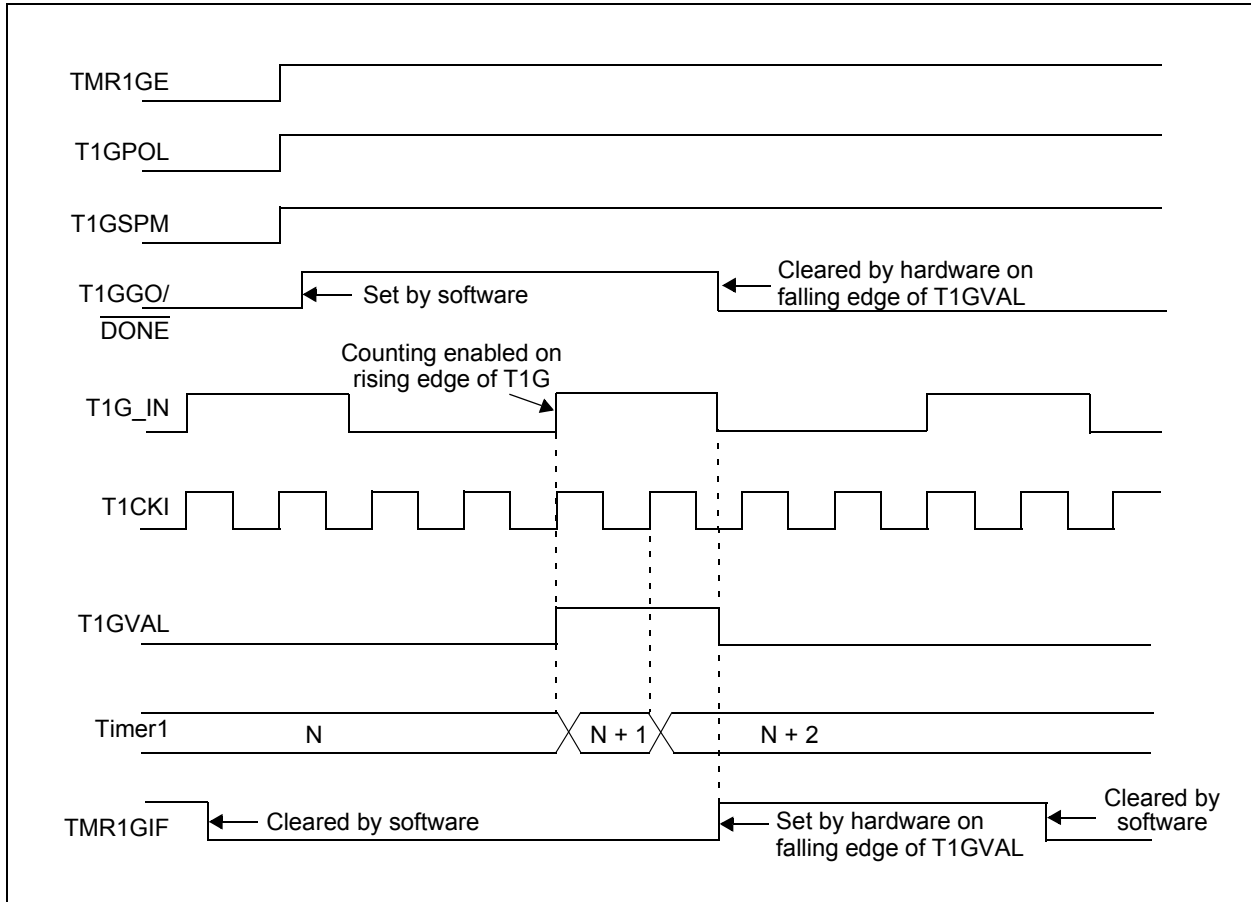 TMR1GE
T1GPOL
T1GSPM
T1GGO/
DONE
Set by software
Cleared by hardware on
falling edge of T1GVAL
Counting enabled on
rising edge of T1G
T1G_IN
T1CKI
T1GVAL
Timer1
N
N + 1
N + 2
TMR1GIF
Cleared by software
Set by hardware on
falling edge of T1GVAL
Cleared by
software